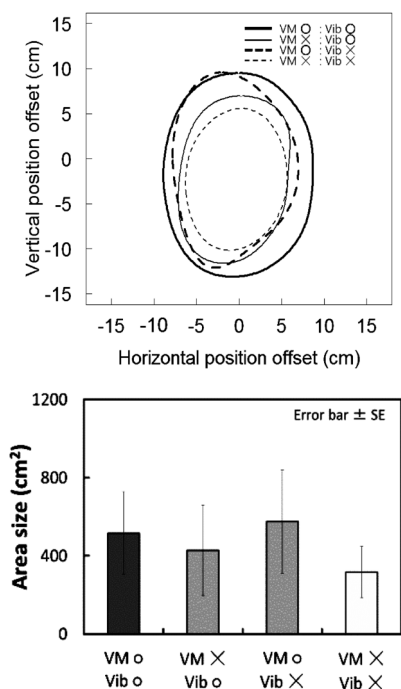 VM O : Vib O
VM × : Vib O
VM O : Vib ×
VM × : Vib ×
Vertical position offset (cm)
15
10
5
0
-5
-10
-15
-15 -10 -5 0 5 10 15
Horizontal position offset (cm)
1200
800
400
0
Area size (cm²)
Error bar ± SE
VM o VM × VM o VM ×
Vib o Vib o Vib × Vib ×